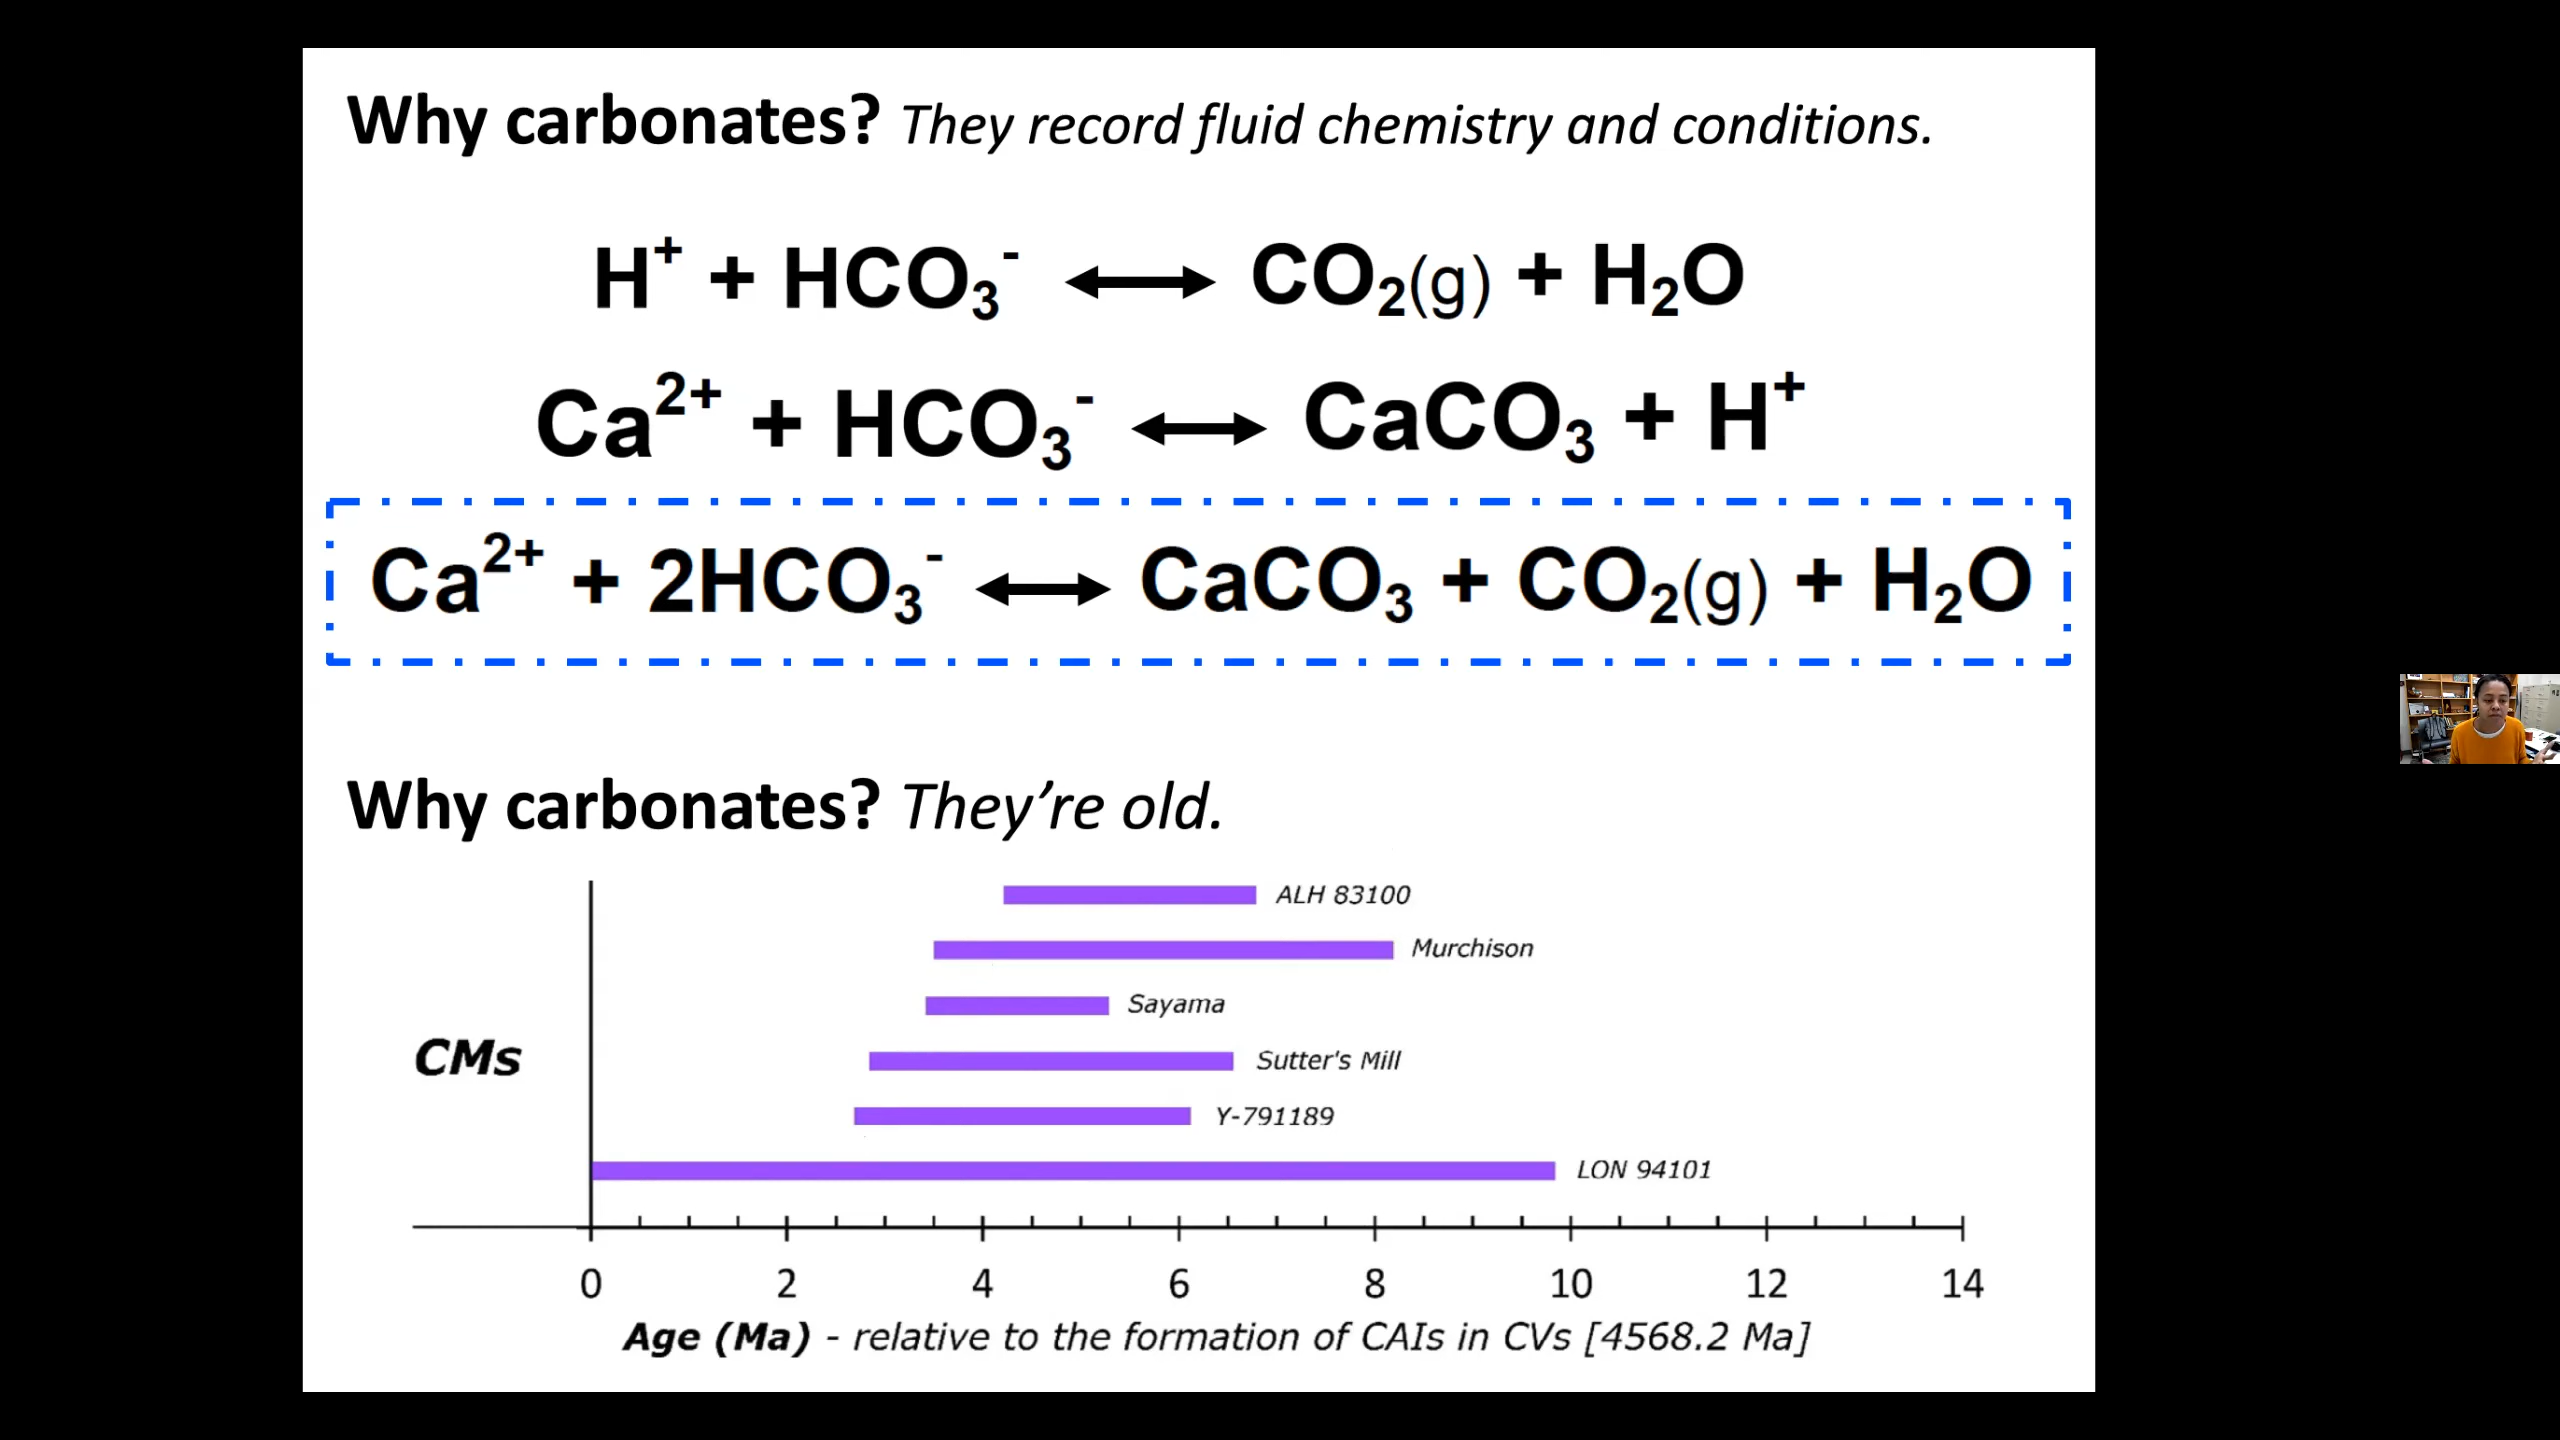 Why carbonates? They record fluid chemistry and conditions.
H⁺ + HCO₃⁻ ⟷ CO₂(g) + H₂O
Ca²⁺ + HCO₃⁻ ⟷ CaCO₃ + H⁺
Ca²⁺ + 2HCO₃⁻ ⟷ CaCO₃ + CO₂(g) + H₂O
Why carbonates? They’re old.
ALH 83100
Murchison
Sayama
CMs
Sutter's Mill
Y-791189
LON 94101
0 2 4 6 8 10 12 14
Age (Ma) - relative to the formation of CAIs in CVs [4568.2 Ma]